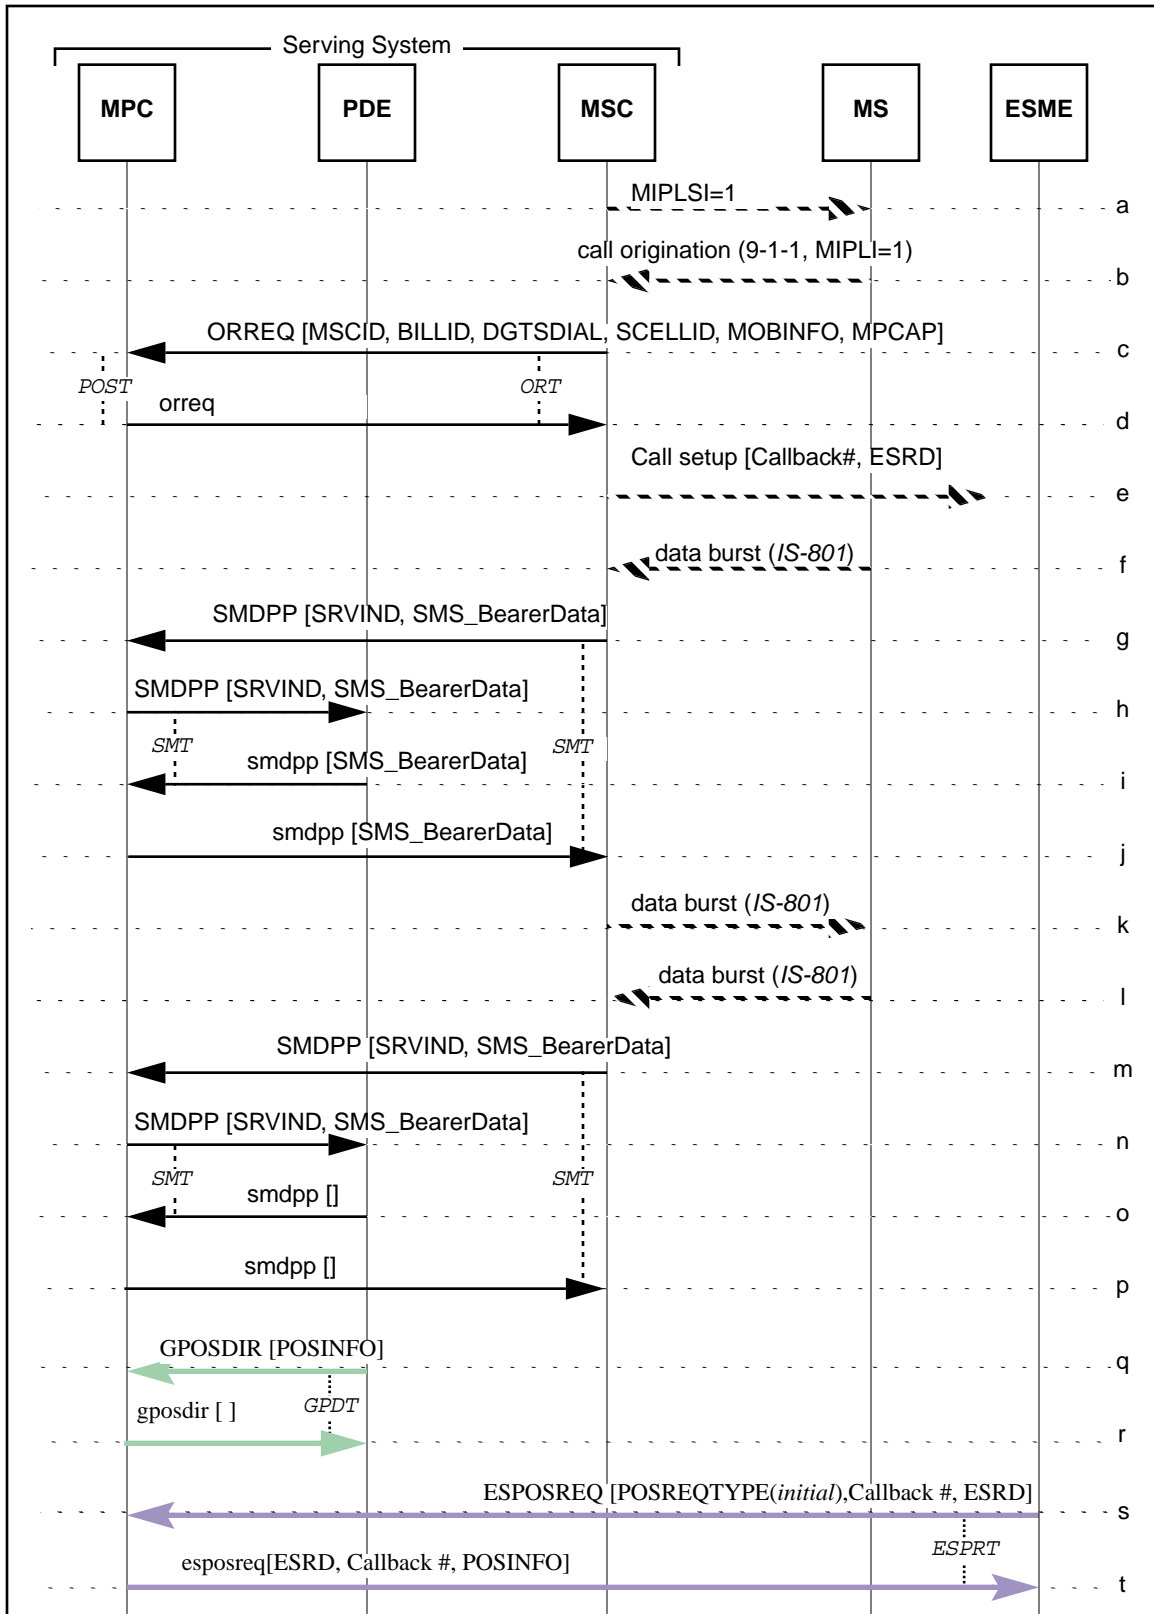 Serving System
MPC PDE MSC MS ESME
MIPLSI=1
a
call origination (9-1-1, MIPLI=1)
b
ORREQ [MSCID, BILLID, DGTSDIAL, SCELLID, MOBINFO, MPCAP]
c
POST ORT
orreq
d
Call setup [Callback#, ESRD]
e
data burst (IS-801)
f
SMDPP [SRVIND, SMS_BearerData]
g
SMDPP [SRVIND, SMS_BearerData]
h
SMT SMT
smdpp [SMS_BearerData]
i
smdpp [SMS_BearerData]
j
data burst (IS-801)
k
data burst (IS-801)
l
SMDPP [SRVIND, SMS_BearerData]
m
SMDPP [SRVIND, SMS_BearerData]
n
SMT SMT
smdpp []
o
smdpp []
p
GPOSDIR [POSINFO]
q
gposdir [ ] GPDT
r
ESPOSREQ [POSREQTYPE(initial),Callback #, ESRD]
s
ESPRT
esposreq[ESRD, Callback #, POSINFO]
t